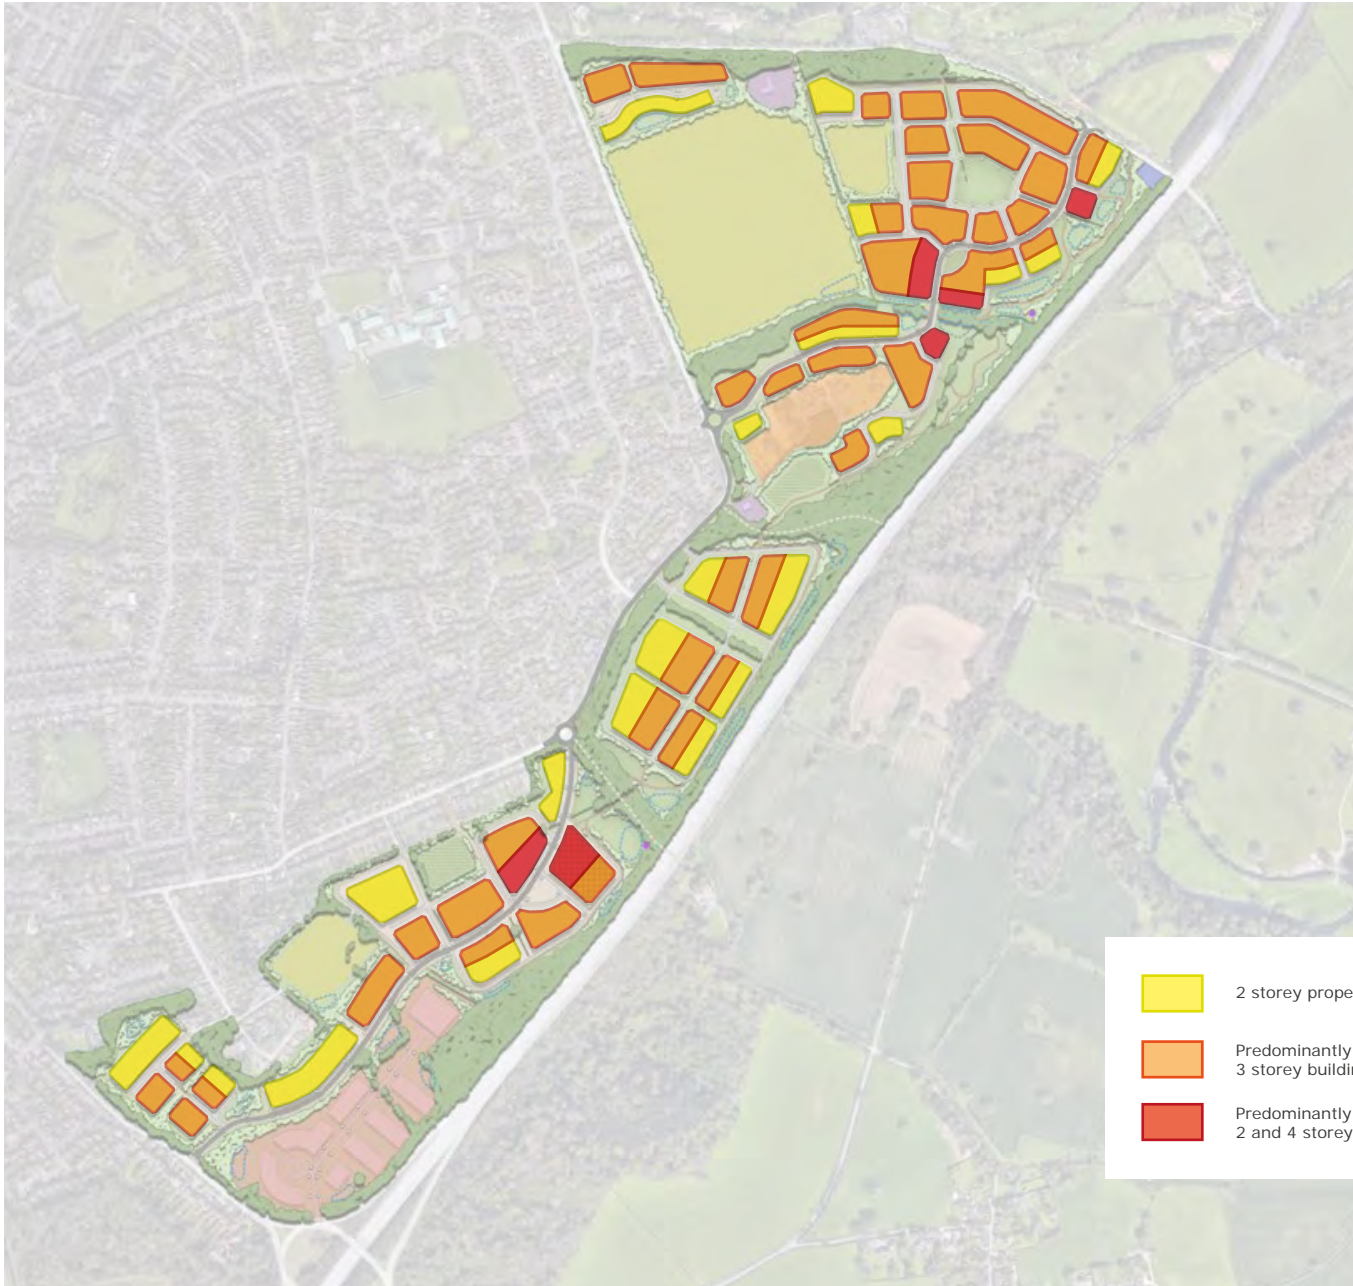 2 storey prope
Predominantly
3 storey buildi
Predominantly
2 and 4 storey